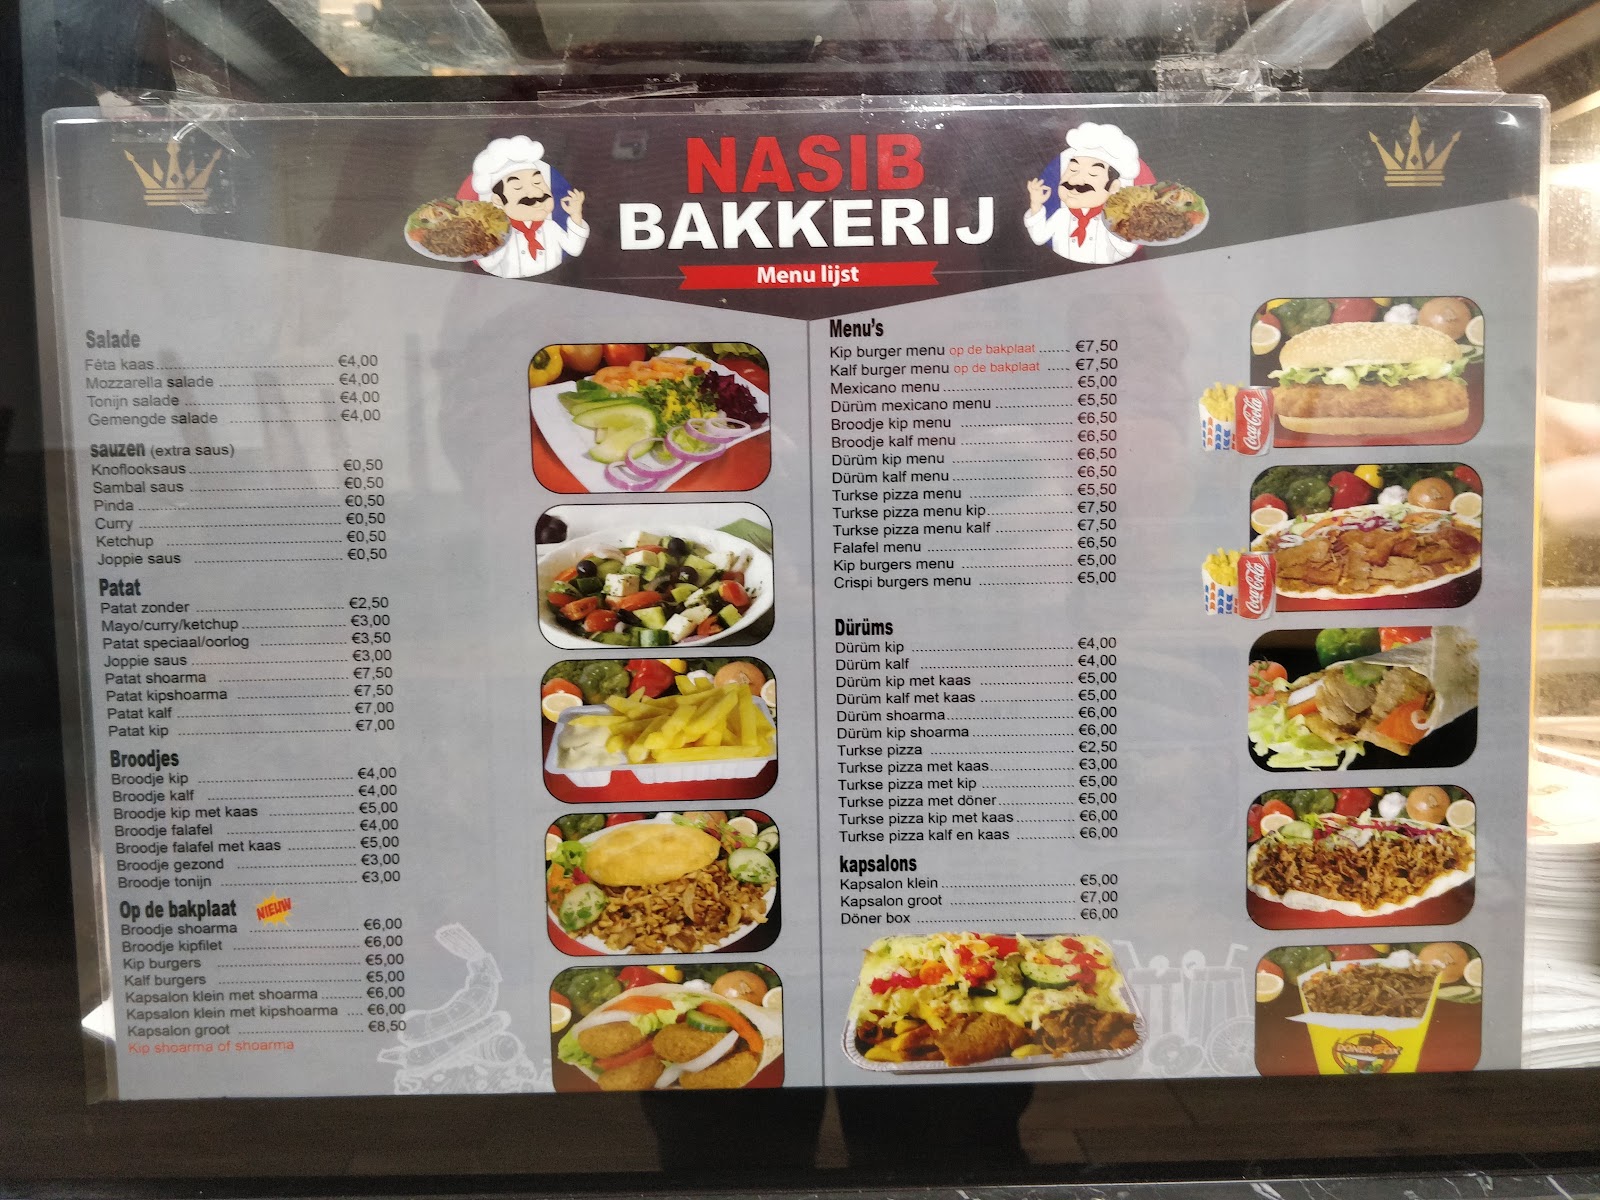 NASIB
BAKKERIJ
Menu lijst
Salade
Fêta kaas €4,00
Mozzarella salade €4,00
Tonijn salade €4,00
Gemengde salade €4,00
sauzen (extra saus)
Knoflooksaus €0,50
Sambal saus €0,50
Pinda €0,50
Curry €0,50
Ketchup €0,50
Joppie saus €0,50
Patat
Patat zonder €2,50
Mayo/curry/ketchup €3,00
Patat speciaal/oorlog €3,50
Joppie saus €3,00
Patat shoarma €7,50
Patat kipshoarma €7,50
Patat kalf €7,00
Patat kip €7,00
Broodjes
Broodje kip €4,00
Broodje kalf €4,00
Broodje kip met kaas €5,00
Broodje falafel €4,00
Broodje falafel met kaas €5,00
Broodje gezond €3,00
Broodje tonijn €3,00
Op de bakplaat NIEUW
Broodje shoarma €6,00
Broodje kipfilet €6,00
Kip burgers €5,00
Kalf burgers €5,00
Kapsalon klein met shoarma €6,00
Kapsalon klein met kipshoarma €6,00
Kapsalon groot €8,50
Kip shoarma of shoarma
Menu's
Kip burger menu op de bakplaat €7,50
Kalf burger menu op de bakplaat €7,50
Mexicano menu €5,00
Dürüm mexicano menu €5,50
Broodje kip menu €6,50
Broodje kalf menu €6,50
Dürüm kip menu €6,50
Dürüm kalf menu €6,50
Turkse pizza menu €5,50
Turkse pizza menu kip €7,50
Turkse pizza menu kalf €7,50
Falafel menu €6,50
Kip burgers menu €5,00
Crispi burgers menu €5,00
Dürüms
Dürüm kip €4,00
Dürüm kalf €4,00
Dürüm kip met kaas €5,00
Dürüm kalf met kaas €5,00
Dürüm shoarma €6,00
Dürüm kip shoarma €6,00
Turkse pizza €2,50
Turkse pizza met kaas €3,00
Turkse pizza met kip €5,00
Turkse pizza met döner €5,00
Turkse pizza kip met kaas €6,00
Turkse pizza kalf en kaas €6,00
kapsalons
Kapsalon klein €5,00
Kapsalon groot €7,00
Döner box €6,00
Coca-Cola
Coca-Cola
DÖNER BOX